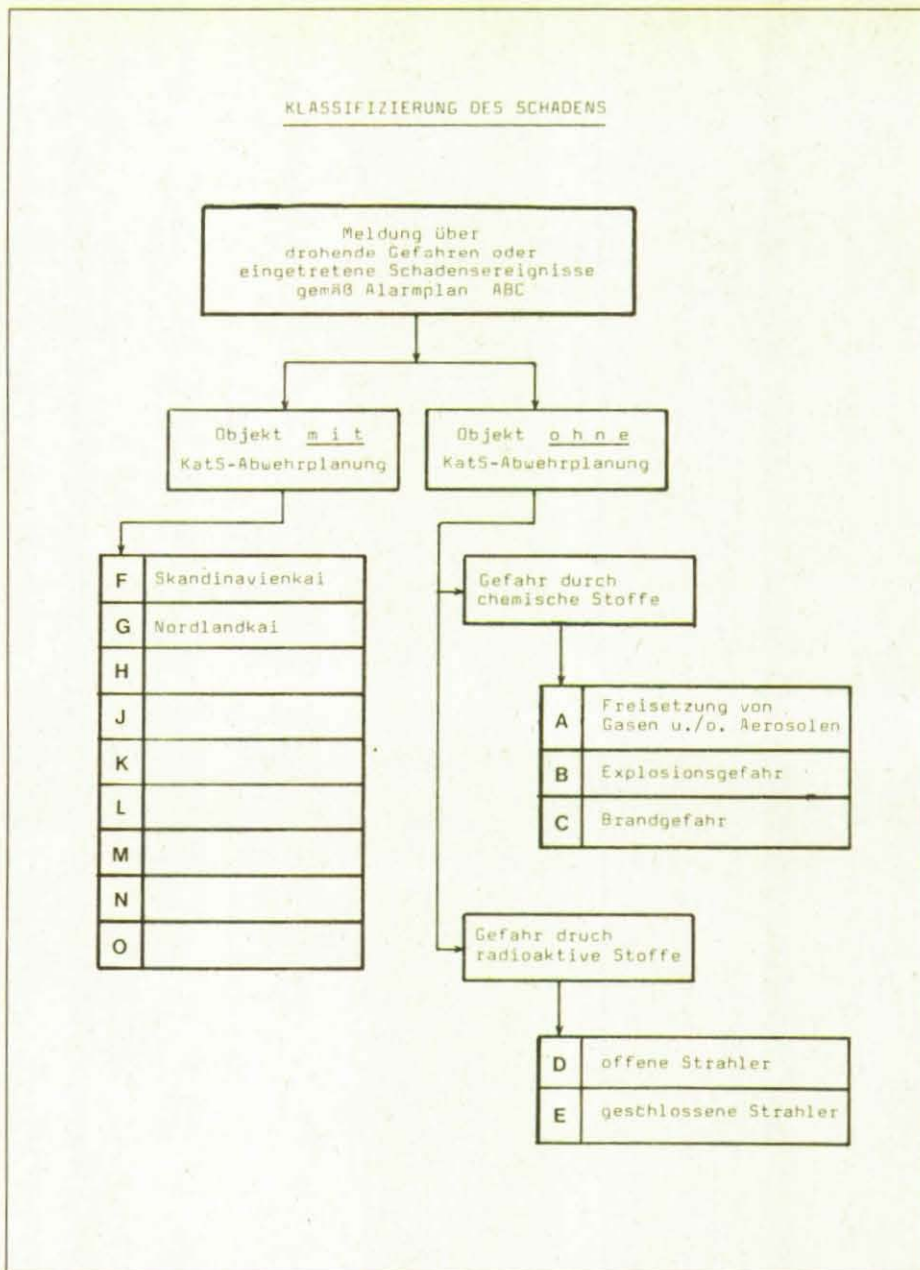 KLASSIFIZIERUNG DES SCHADENS
Meldung über
drohende Gefahren oder
eingetretene Schadensereignisse
gemäß Alarmplan ABC
Objekt m i t
KatS-Abwehrplanung
Objekt o h n e
KatS-Abwehrplanung
F Skandinavienkai
G Nordlandkai
H
J
K
L
M
N
O
Gefahr durch
chemische Stoffe
A Freisetzung von
Gasen u./o. Aerosolen
B Explosionsgefahr
C Brandgefahr
Gefahr druch
radioaktive Stoffe
D offene Strahler
E geschlossene Strahler